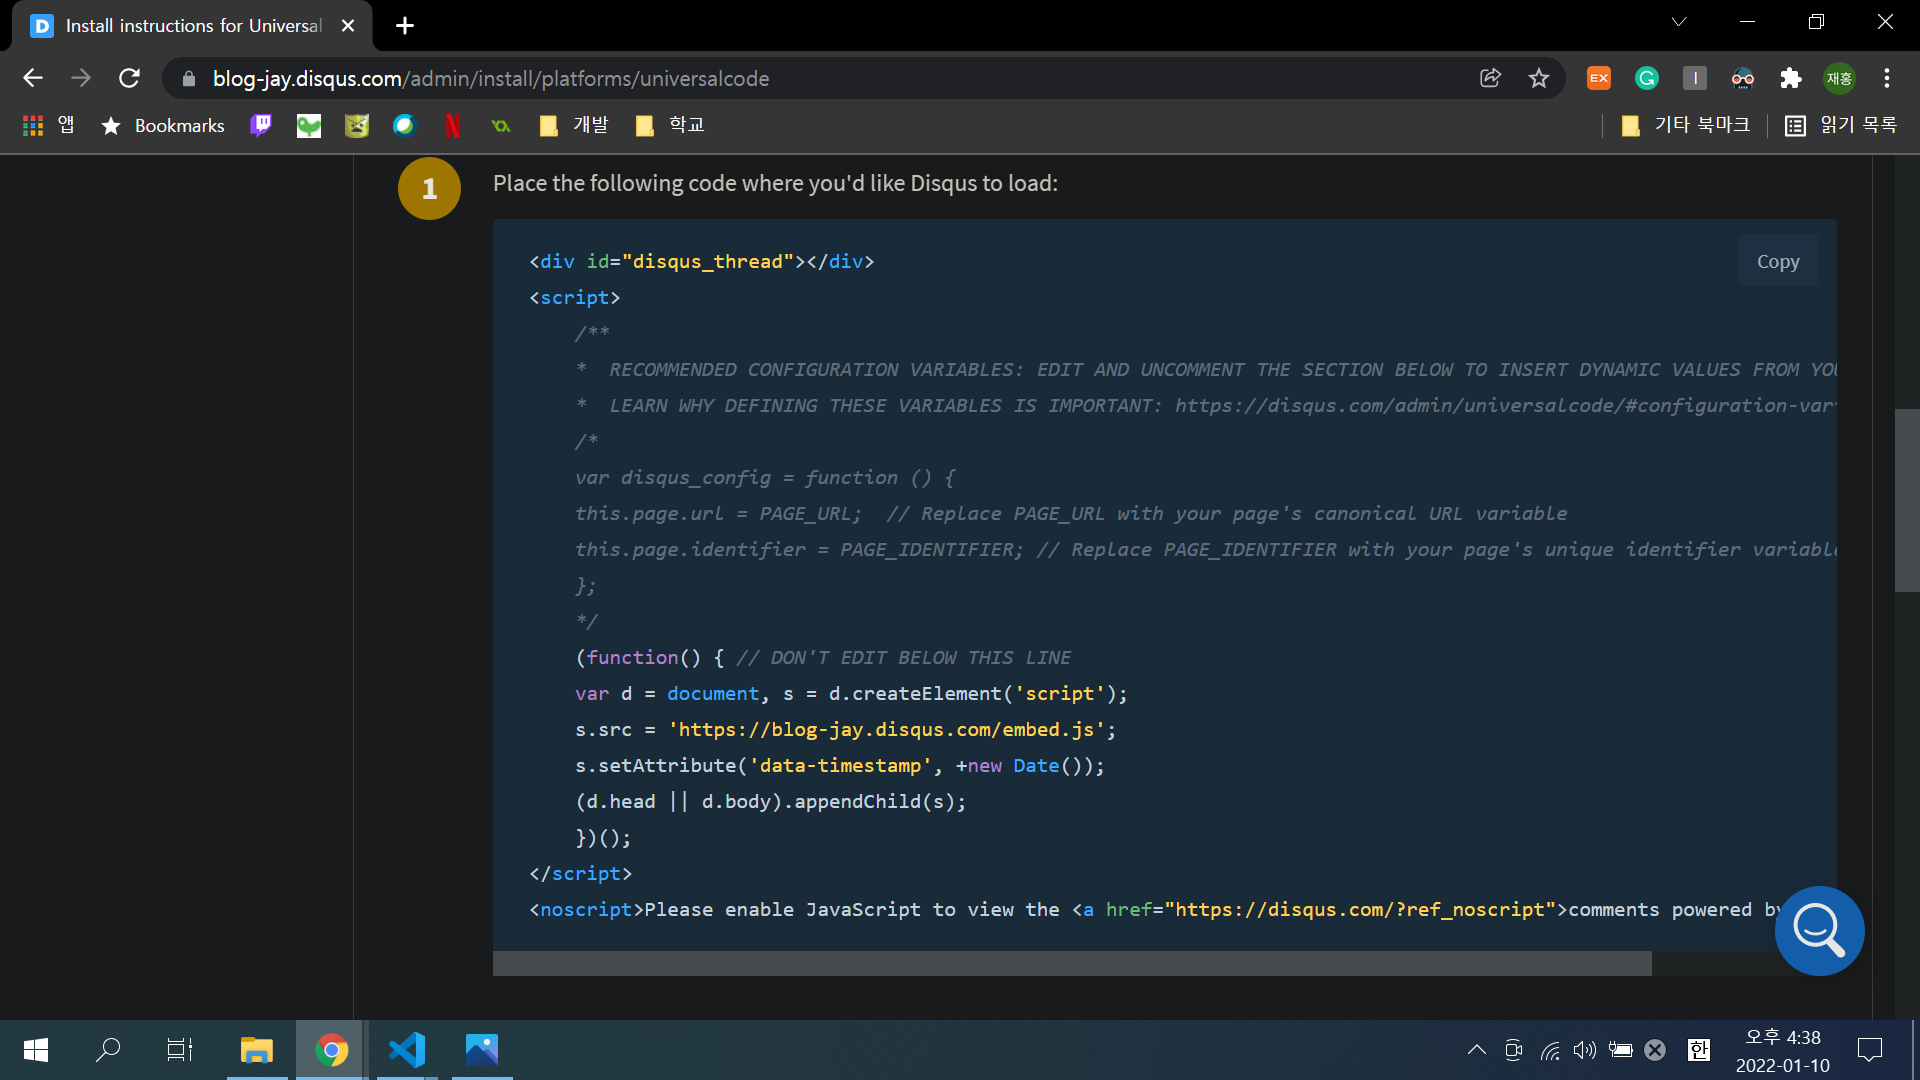 Install instructions for Universal
blog-jay.disqus.com/admin/install/platforms/universalcode
EX
재홍
앱
Bookmarks
개발
학교
기타 북마크
읽기 목록
1
Place the following code where you'd like Disqus to load:
Copy
<div id="disqus_thread"></div>
<script>
/**
* RECOMMENDED CONFIGURATION VARIABLES: EDIT AND UNCOMMENT THE SECTION BELOW TO INSERT DYNAMIC VALUES FROM YOU
* LEARN WHY DEFINING THESE VARIABLES IS IMPORTANT: https://disqus.com/admin/universalcode/#configuration-var
/*
var disqus_config = function () {
this.page.url = PAGE_URL; // Replace PAGE_URL with your page's canonical URL variable
this.page.identifier = PAGE_IDENTIFIER; // Replace PAGE_IDENTIFIER with your page's unique identifier variable
};
*/
(function() { // DON'T EDIT BELOW THIS LINE
var d = document, s = d.createElement('script');
s.src = 'https://blog-jay.disqus.com/embed.js';
s.setAttribute('data-timestamp', +new Date());
(d.head || d.body).appendChild(s);
})();
</script>
<noscript>Please enable JavaScript to view the <a href="https://disqus.com/?ref_noscript">comments powered by
한
오후 4:38
2022-01-10